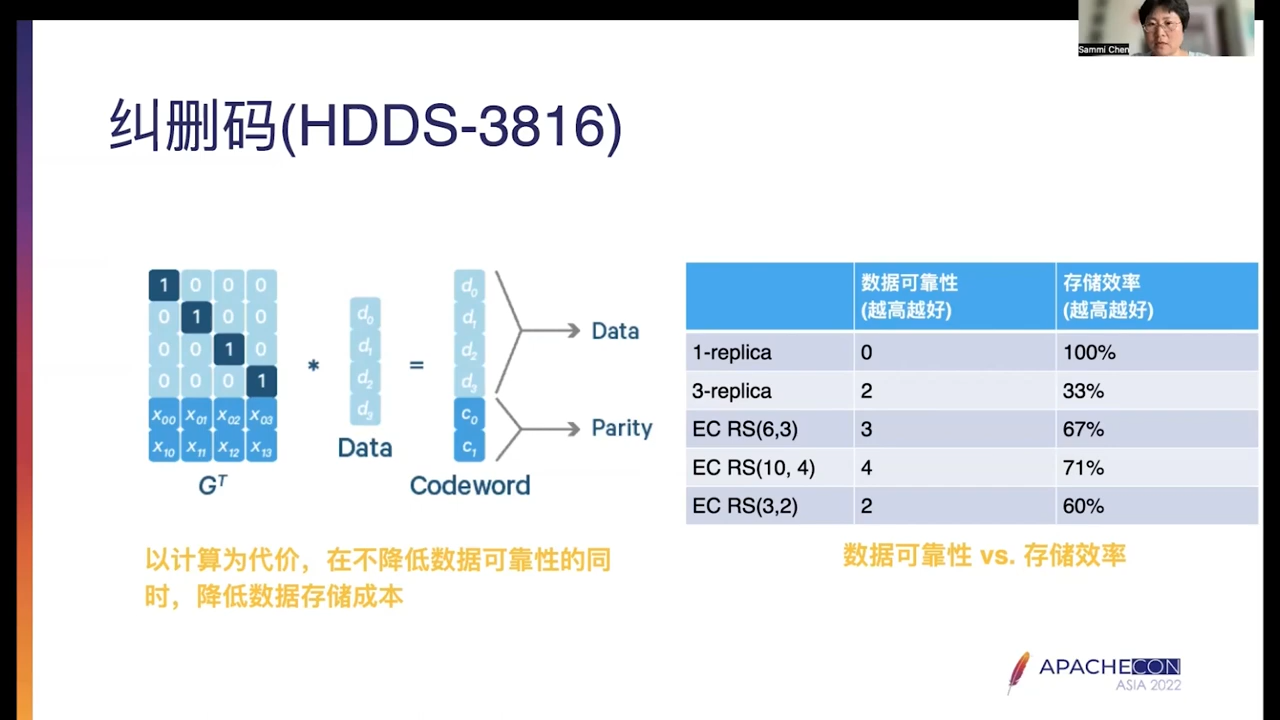 Sammi Chen
纠删码(HDDS-3816)
1 0 0 0
0 1 0 0
0 0 1 0
0 0 0 1
x00 x01 x02 x03
x10 x11 x12 x13
G^T
*
d0
d1
d2
d3
Data
=
d0
d1
d2
d3
c0
c1
Codeword
Data
Parity
以计算为代价，在不降低数据可靠性的同
时，降低数据存储成本
数据可靠性 存储效率
(越高越好) (越高越好)
1-replica 0 100%
3-replica 2 33%
EC RS(6,3) 3 67%
EC RS(10, 4) 4 71%
EC RS(3,2) 2 60%
数据可靠性 vs. 存储效率
APACHECON
ASIA 2022